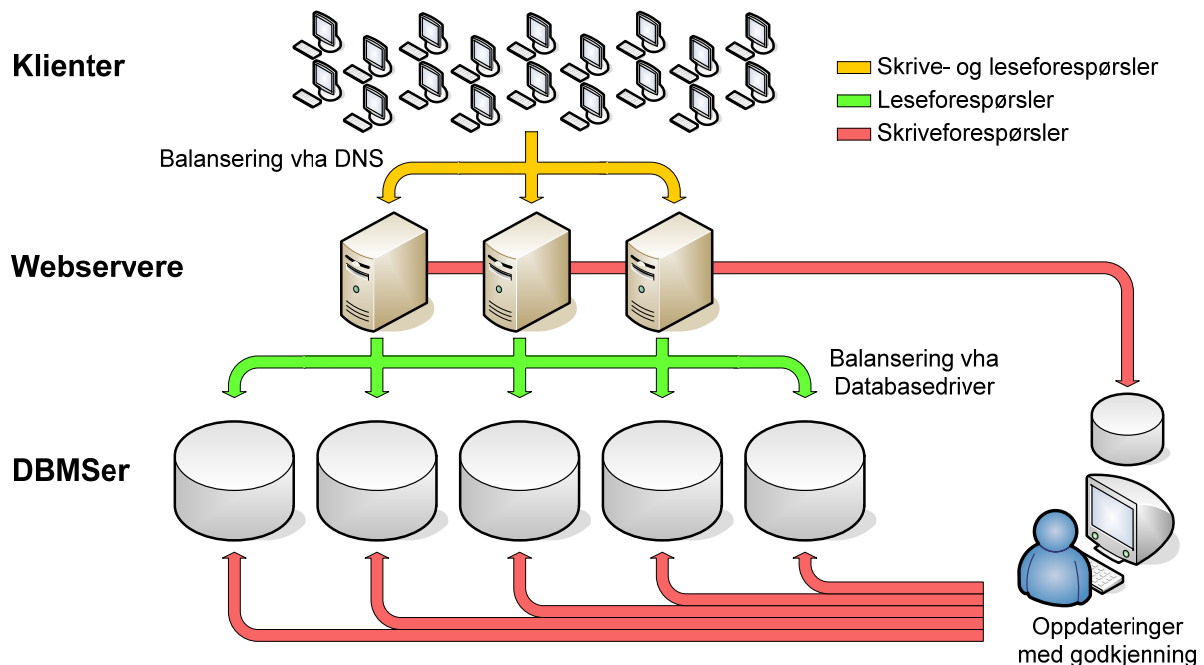 Klienter
Skrive- og leseforespørsler
Leseforespørsler
Skriveforespørsler
Balansering vha DNS
Webservere
Balansering vha
Databasedriver
DBMSer
Oppdateringer
med godkjenning